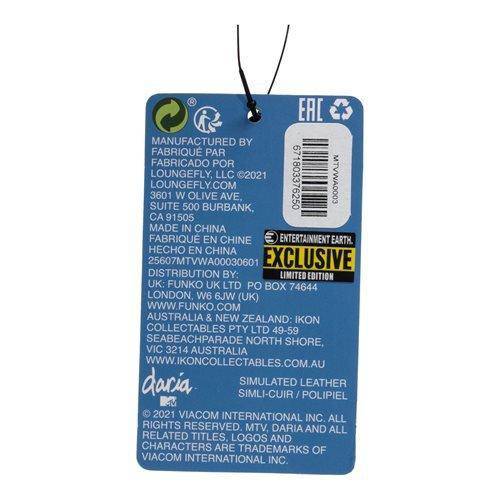 ®
EAC
MANUFACTURED BY
FABRIQUÉ PAR
FABRICADO POR
LOUNGEFLY, LLC ©2021
LOUNGEFLY.COM
3601 W OLIVE AVE,
SUITE 500 BURBANK,
CA 91505
MADE IN CHINA
FABRIQUÉ EN CHINE
HECHO EN CHINA
25607MTVWA00030601
MTVWA0003
671803376250
ENTERTAINMENT EARTH
EXCLUSIVE
LIMITED EDITION
DISTRIBUTION BY:
UK: FUNKO UK LTD PO BOX 74644
LONDON, W6 6JW (UK)
WWW.FUNKO.COM
AUSTRALIA & NEW ZEALAND: IKON
COLLECTABLES PTY LTD 49-59
SEABEACHPARADE NORTH SHORE,
VIC 3214 AUSTRALIA
WWW.IKONCOLLECTABLES.COM.AU
daria
MTV
SIMULATED LEATHER
SIMLI-CUIR / POLIPIEL
© 2021 VIACOM INTERNATIONAL INC. ALL
RIGHTS RESERVED. MTV, DARIA AND ALL
RELATED TITLES, LOGOS AND
CHARACTERS ARE TRADEMARKS OF
VIACOM INTERNATIONAL INC.